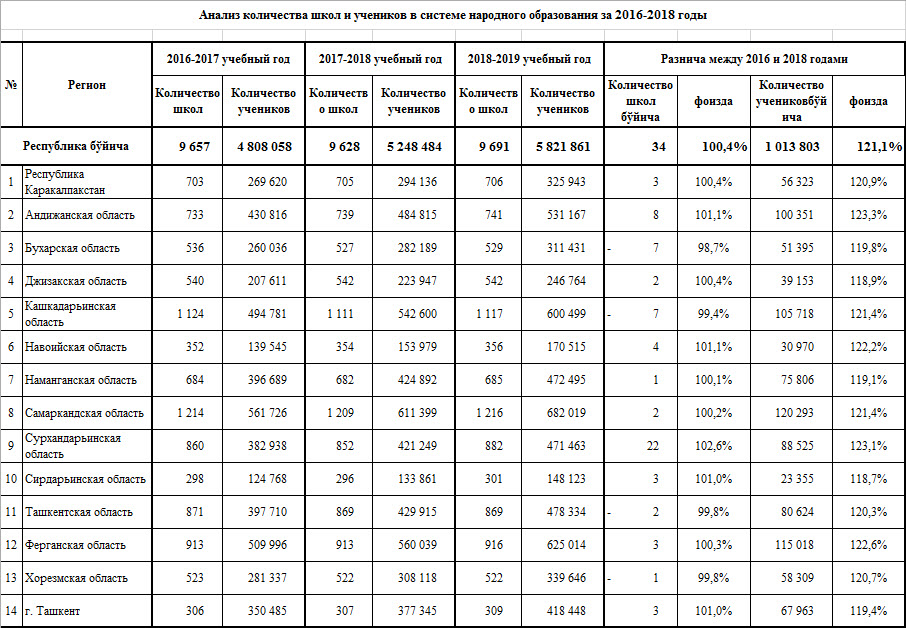 Анализ количества школ и учеников в системе народного образования за 2016-2018 годы
№ Регион 2016-2017 учебный год 2017-2018 учебный год 2018-2019 учебный год Разнича между 2016 и 2018 годами
Количество школ Количество учеников Количеств о школ Количество учеников Количеств о школ Количество учеников Количество школ бўйича фоизда Количество учениковбўй ича фоизда
Республика бўйича 9 657 4 808 058 9 628 5 248 484 9 691 5 821 861 34 100,4% 1 013 803 121,1%
1 Республика Каракалпакстан 703 269 620 705 294 136 706 325 943 3 100,4% 56 323 120,9%
2 Андижанская область 733 430 816 739 484 815 741 531 167 8 101,1% 100 351 123,3%
3 Бухарская область 536 260 036 527 282 189 529 311 431 - 7 98,7% 51 395 119,8%
4 Джизакская область 540 207 611 542 223 947 542 246 764 2 100,4% 39 153 118,9%
5 Кашкадарьинская область 1 124 494 781 1 111 542 600 1 117 600 499 - 7 99,4% 105 718 121,4%
6 Навоийская область 352 139 545 354 153 979 356 170 515 4 101,1% 30 970 122,2%
7 Наманганская область 684 396 689 682 424 892 685 472 495 1 100,1% 75 806 119,1%
8 Самаркандская область 1 214 561 726 1 209 611 399 1 216 682 019 2 100,2% 120 293 121,4%
9 Сурхандарьинская область 860 382 938 852 421 249 882 471 463 22 102,6% 88 525 123,1%
10 Сирдарьинская область 298 124 768 296 133 861 301 148 123 3 101,0% 23 355 118,7%
11 Ташкентская область 871 397 710 869 429 915 869 478 334 - 2 99,8% 80 624 120,3%
12 Ферганская область 913 509 996 913 560 039 916 625 014 3 100,3% 115 018 122,6%
13 Хорезмская область 523 281 337 522 308 118 522 339 646 - 1 99,8% 58 309 120,7%
14 г. Ташкент 306 350 485 307 377 345 309 418 448 3 101,0% 67 963 119,4%